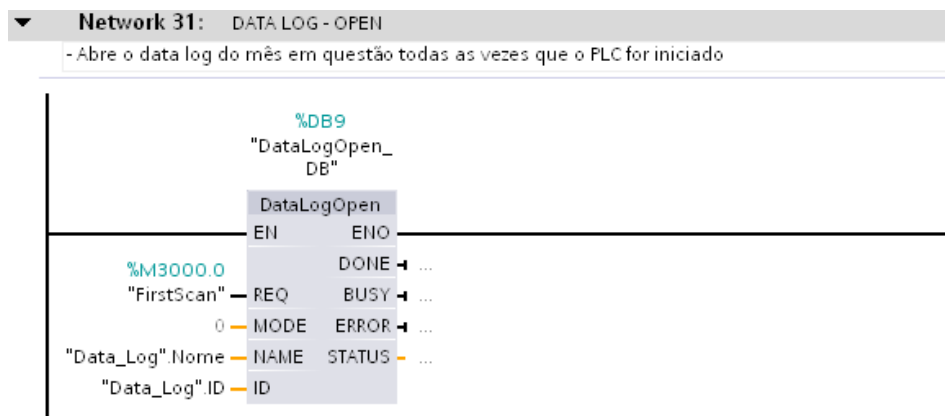 Network 31: DATA LOG - OPEN
- Abre o data log do mês em questão todas as vezes que o PLC for iniciado
%DB9
"DataLogOpen_
DB"
DataLogOpen
EN ENO
%M3000.0 DONE ...
"FirstScan" REQ BUSY ...
0 MODE ERROR ...
"Data_Log".Nome NAME STATUS ...
"Data_Log".ID ID